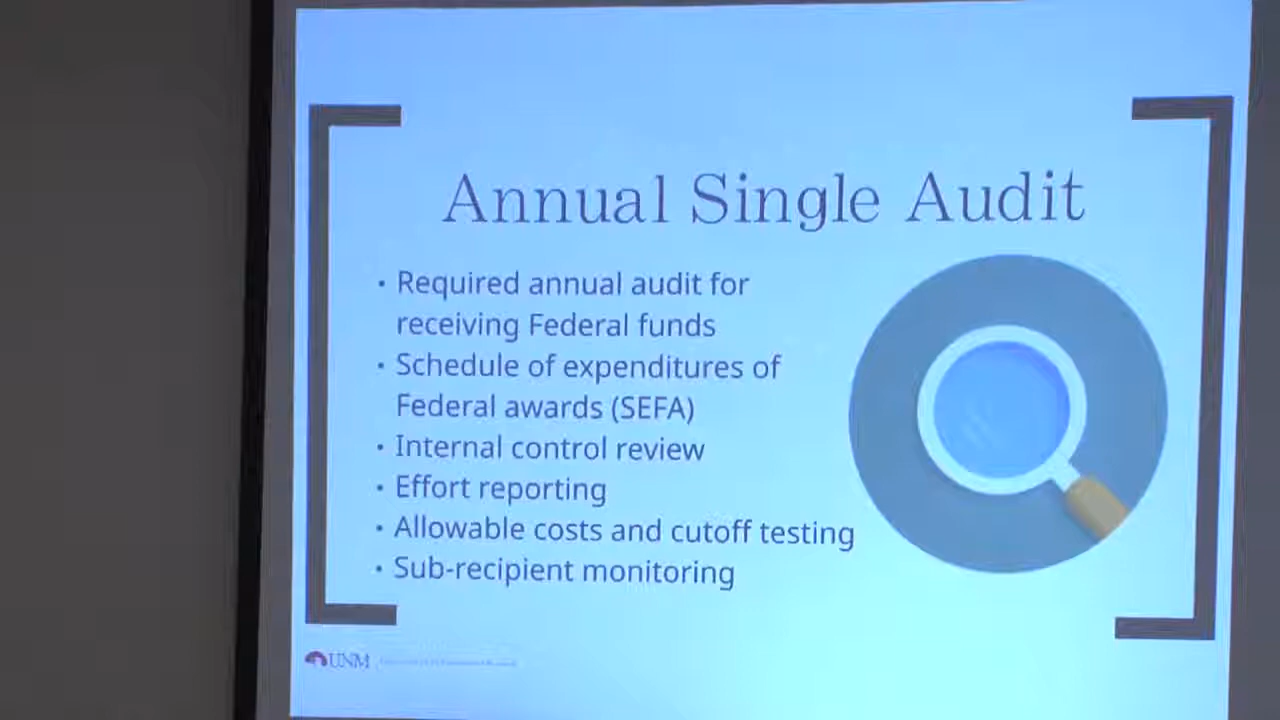 Annual Single Audit
• Required annual audit for
receiving Federal funds
• Schedule of expenditures of
Federal awards (SEFA)
• Internal control review
• Effort reporting
• Allowable costs and cutoff testing
• Sub-recipient monitoring
UNM